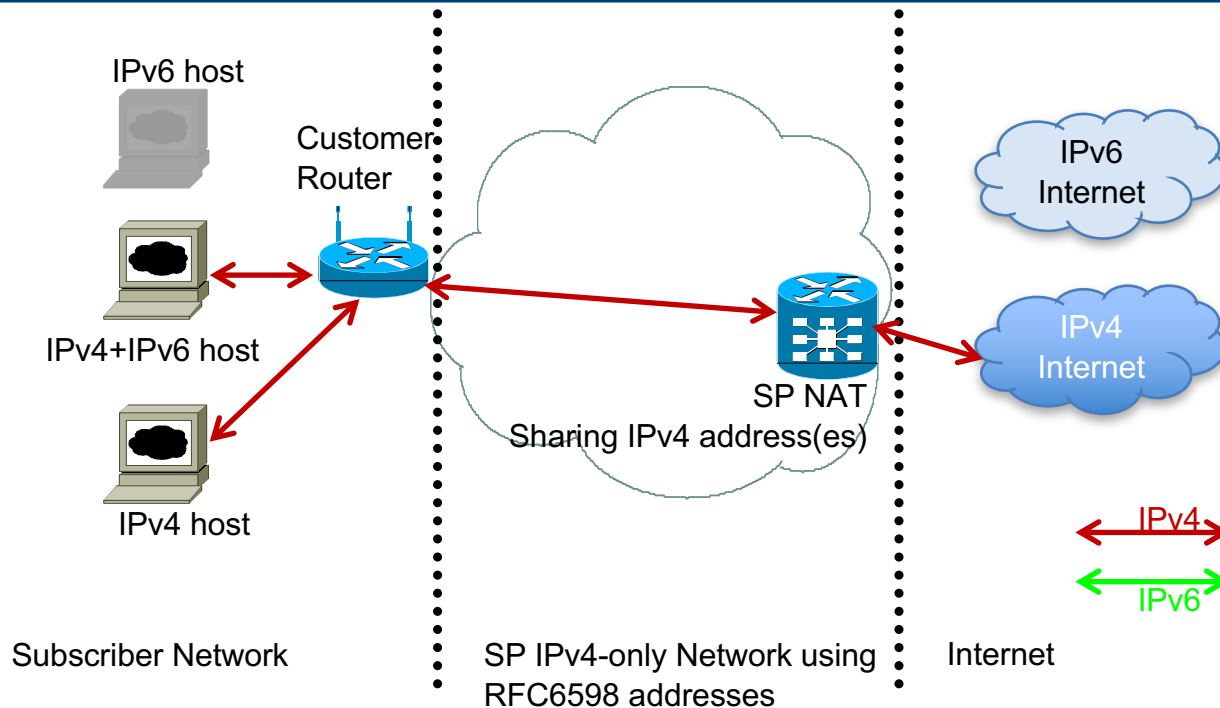 IPv6 host
Customer
Router
IPv6
Internet
IPv4+IPv6 host
IPv4
Internet
SP NAT
Sharing IPv4 address(es)
IPv4 host
IPv4
IPv6
Subscriber Network
SP IPv4-only Network using
RFC6598 addresses
Internet